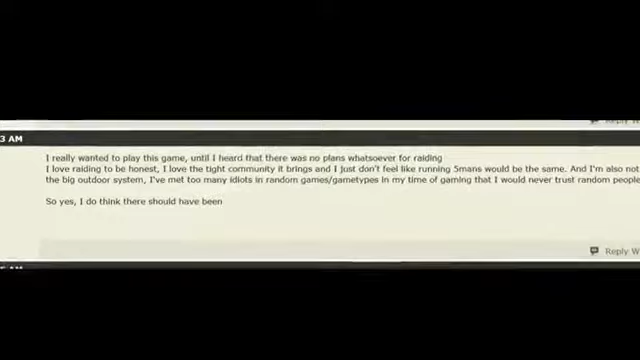 Reply W
3 AM
I really wanted to play this game, until I heard that there was no plans whatsoever for raiding
I love raiding to be honest, I love the tight community it brings and I just don't feel like running 5mans would be the same. And I'm also not
the big outdoor system, I've met too many idiots in random games/gametypes in my time of gaming that I would never trust random people
So yes, I do think there should have been
Reply W
AM